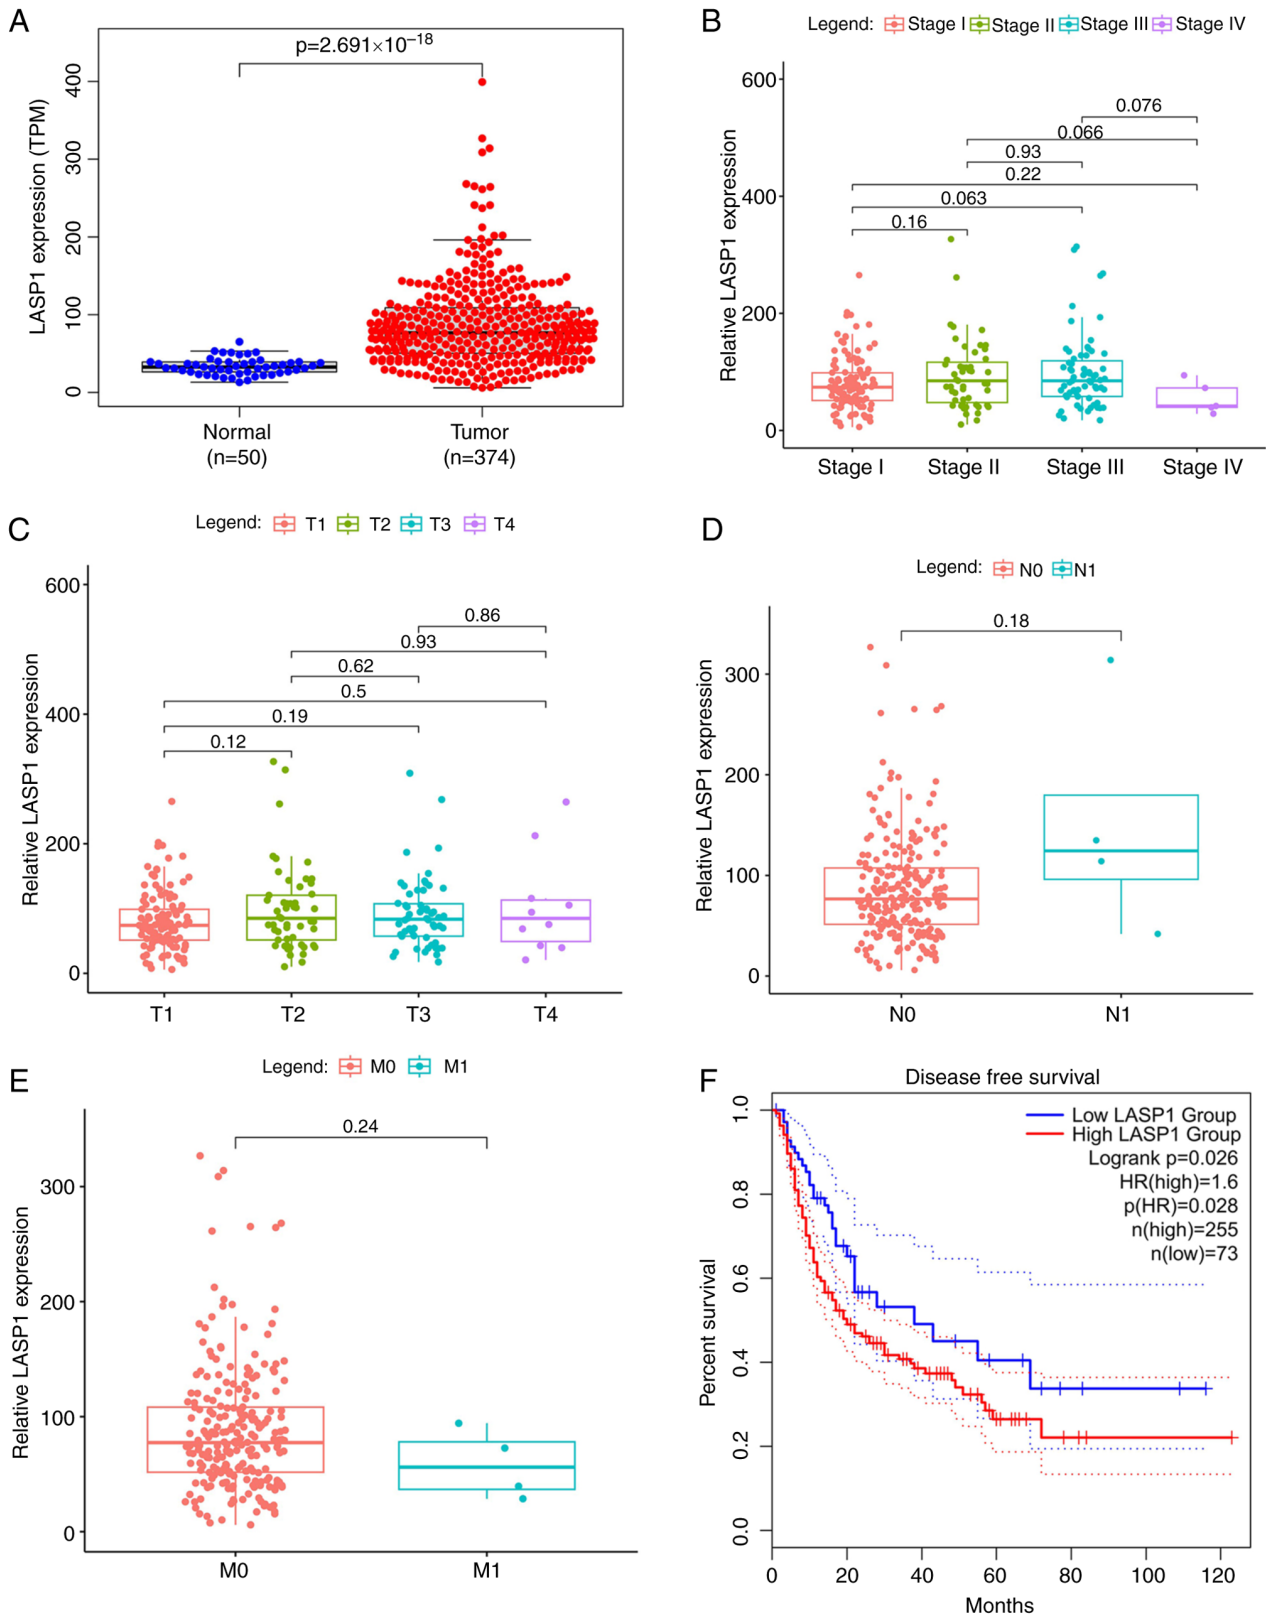 A
p=2.691×10⁻¹⁸
LASP1 expression (TPM)
400
300
200
100
0
Normal
(n=50)
Tumor
(n=374)
B
Legend: Stage I Stage II Stage III Stage IV
Relative LASP1 expression
600
400
200
0
0.076
0.066
0.93
0.22
0.063
0.16
Stage I Stage II Stage III Stage IV
C
Legend: T1 T2 T3 T4
Relative LASP1 expression
600
400
200
0
0.86
0.93
0.62
0.5
0.19
0.12
T1 T2 T3 T4
D
Legend: N0 N1
Relative LASP1 expression
300
200
100
0
0.18
N0 N1
E
Legend: M0 M1
Relative LASP1 expression
300
200
100
0
0.24
M0 M1
F
Disease free survival
Percent survival
1.0
0.8
0.6
0.4
0.2
0.0
Low LASP1 Group
High LASP1 Group
Logrank p=0.026
HR(high)=1.6
p(HR)=0.028
n(high)=255
n(low)=73
0 20 40 60 80 100 120
Months